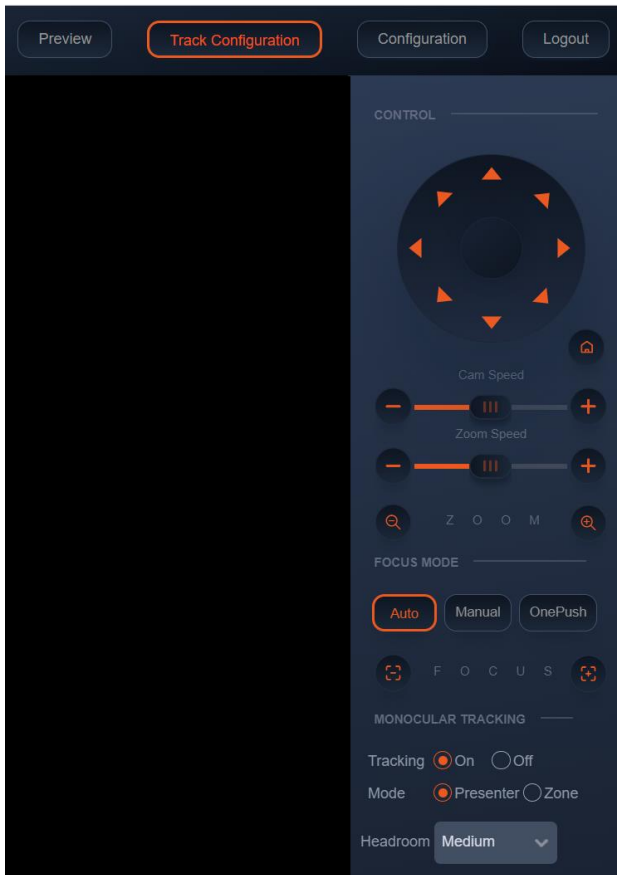 Preview Track Configuration Configuration Logout
CONTROL
Cam Speed
Zoom Speed
Z O O M
FOCUS MODE
Auto Manual OnePush
F O C U S
MONOCULAR TRACKING
Tracking On Off
Mode Presenter Zone
Headroom Medium